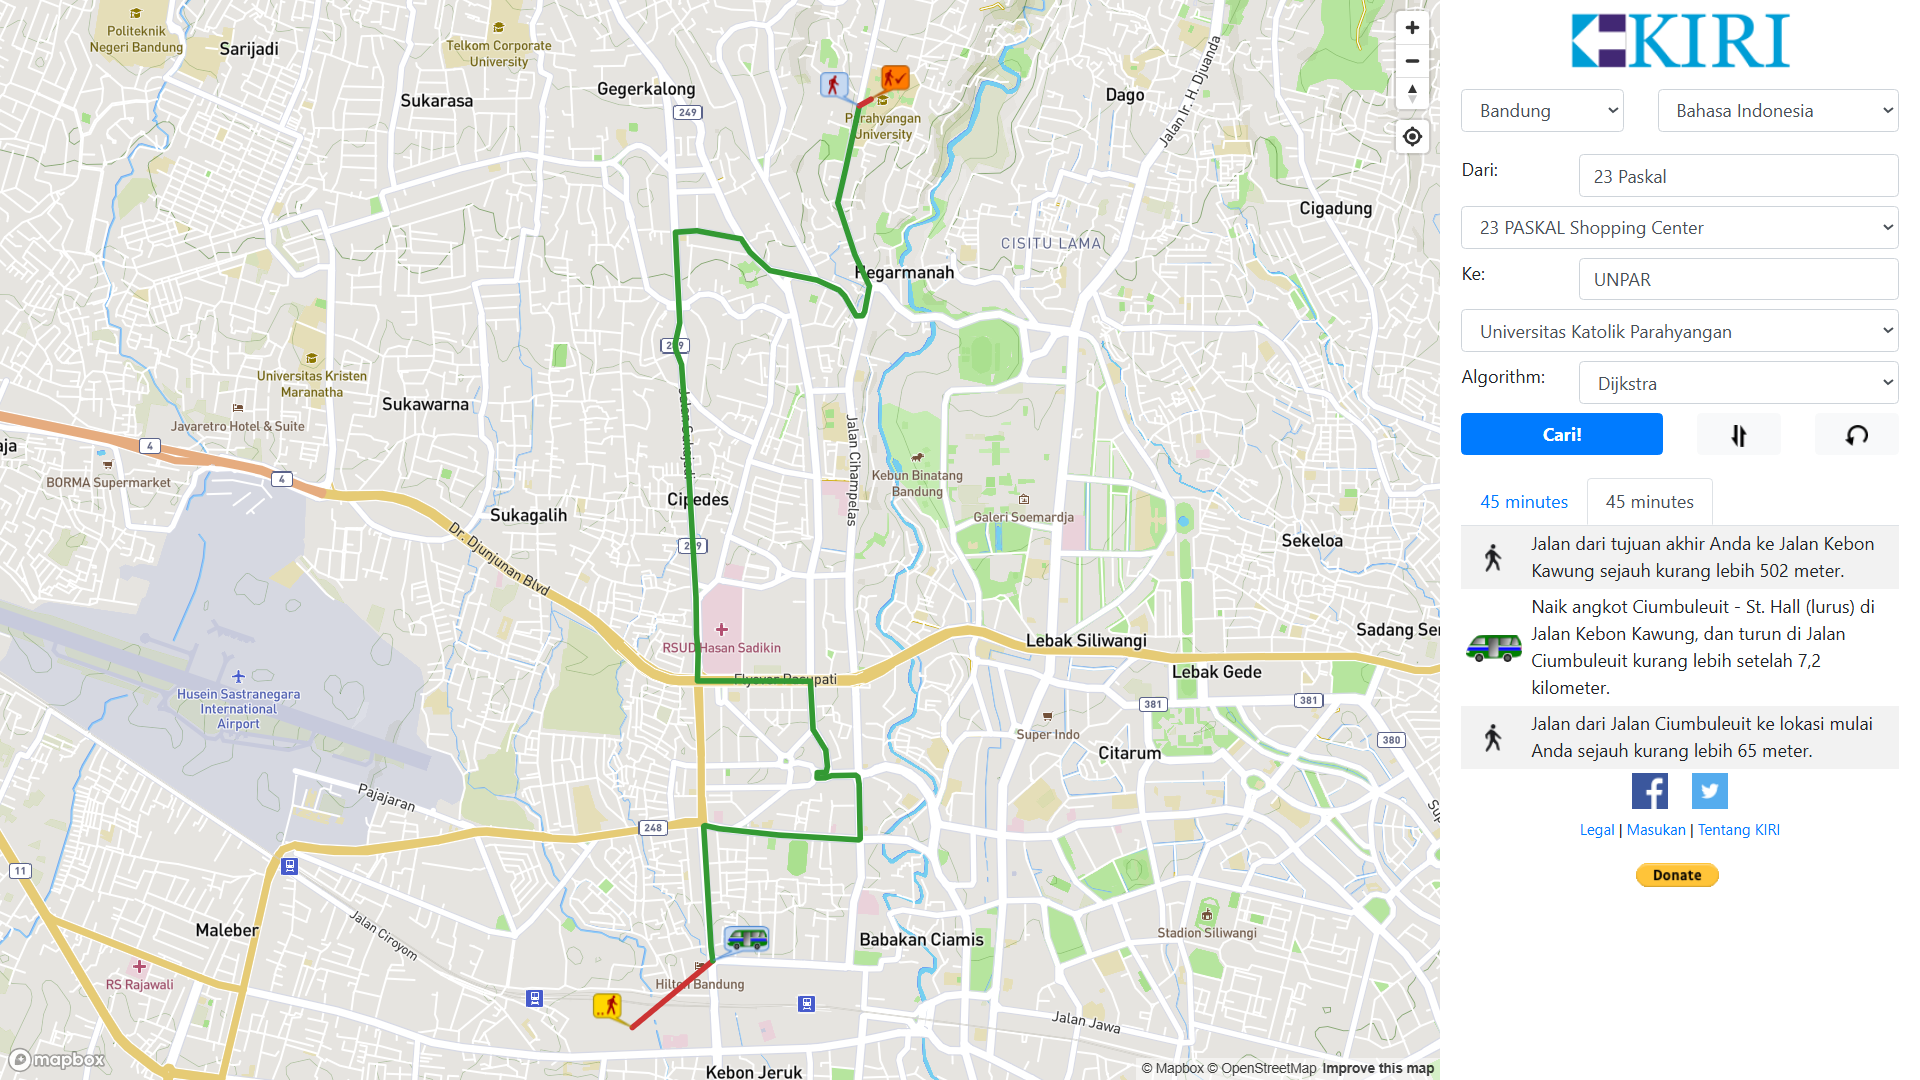 Politeknik
Negeri Bandung
Sarijadi
Telkom Corporate
University
Sukarasa
Gegerkalong
249
Parahyangan
University
Dago
Jalan Ir. H. Djuanda
Cigadung
CISITU LAMA
Hegarmanah
249
Universitas Kristen
Maranatha
Sukawarna
Javaretro Hotel & Suite
4
BORMA Supermarket
4
Jalan Sukajadi
Jalan Cihampelas
Kebun Binatang
Bandung
Cipedes
Sukagalih
Galeri Soemardja
Dr. Djunjunan Blvd
249
Sekeloa
RSUD Hasan Sadikin
Lebak Siliwangi
Sadang Ser
Flyover Pasupati
Lebak Gede
Husein Sastranegara
International
Airport
381
381
Super Indo
380
Citarum
Pajajaran
248
11
Maleber
Jalan Ciroyom
Babakan Ciamis
Stadion Siliwangi
RS Rajawali
Hilton Bandung
Jalan Jawa
Kebon Jeruk
mapbox
© Mapbox © OpenStreetMap Improve this map
KIRI
Bandung
Bahasa Indonesia
Dari:
23 Paskal
23 PASKAL Shopping Center
Ke:
UNPAR
Universitas Katolik Parahyangan
Algorithm:
Dijkstra
Cari!
45 minutes
45 minutes
Jalan dari tujuan akhir Anda ke Jalan Kebon
Kawung sejauh kurang lebih 502 meter.
Naik angkot Ciumbuleuit - St. Hall (lurus) di
Jalan Kebon Kawung, dan turun di Jalan
Ciumbuleuit kurang lebih setelah 7,2
kilometer.
Jalan dari Jalan Ciumbuleuit ke lokasi mulai
Anda sejauh kurang lebih 65 meter.
Legal | Masukan | Tentang KIRI
Donate